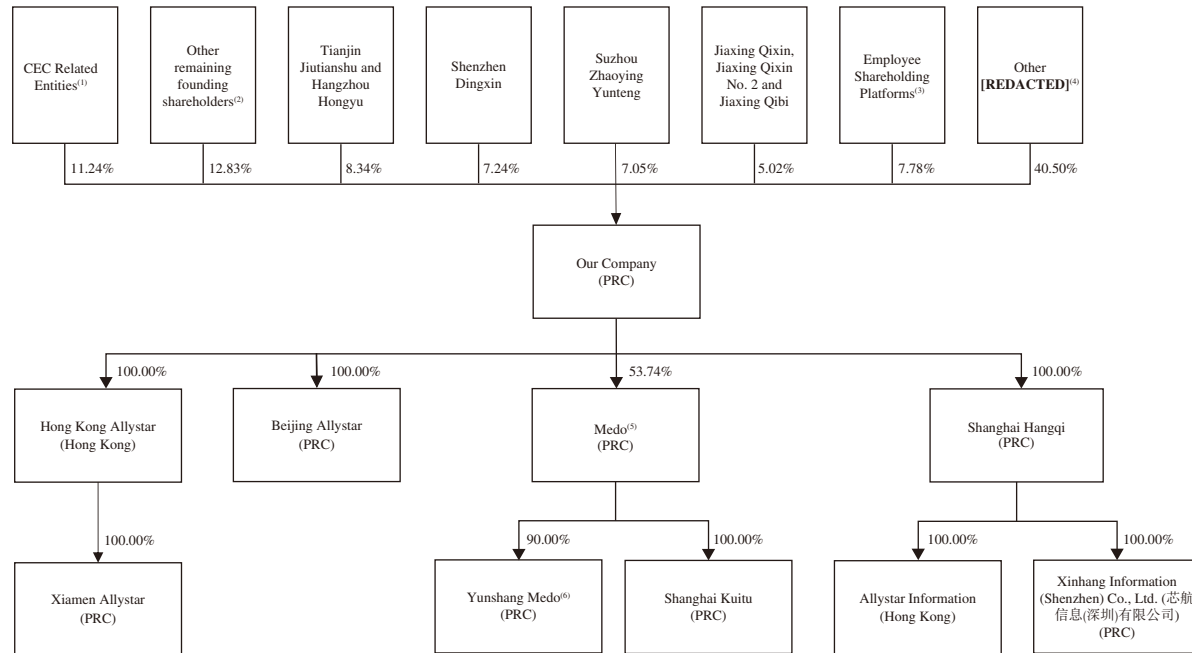 CEC Related
Entities(1)
Other
remaining
founding
shareholders(2)
Tianjin
Jiutianshu and
Hangzhou
Hongyu
Shenzhen
Dingxin
Suzhou
Zhaoying
Yunteng
Jiaxing Qixin,
Jiaxing Qixin
No. 2 and
Jiaxing Qibi
Employee
Shareholding
Platforms(3)
Other
[REDACTED](4)
11.24%
12.83%
8.34%
7.24%
7.05%
5.02%
7.78%
40.50%
Our Company
(PRC)
100.00%
100.00%
53.74%
100.00%
Hong Kong Allystar
(Hong Kong)
Beijing Allystar
(PRC)
Medo(5)
(PRC)
Shanghai Hangqi
(PRC)
100.00%
90.00%
100.00%
100.00%
100.00%
Xiamen Allystar
(PRC)
Yunshang Medo(6)
(PRC)
Shanghai Kuitu
(PRC)
Allystar Information
(Hong Kong)
Xinhang Information
(Shenzhen) Co., Ltd. (芯航
信息(深圳)有限公司)
(PRC)